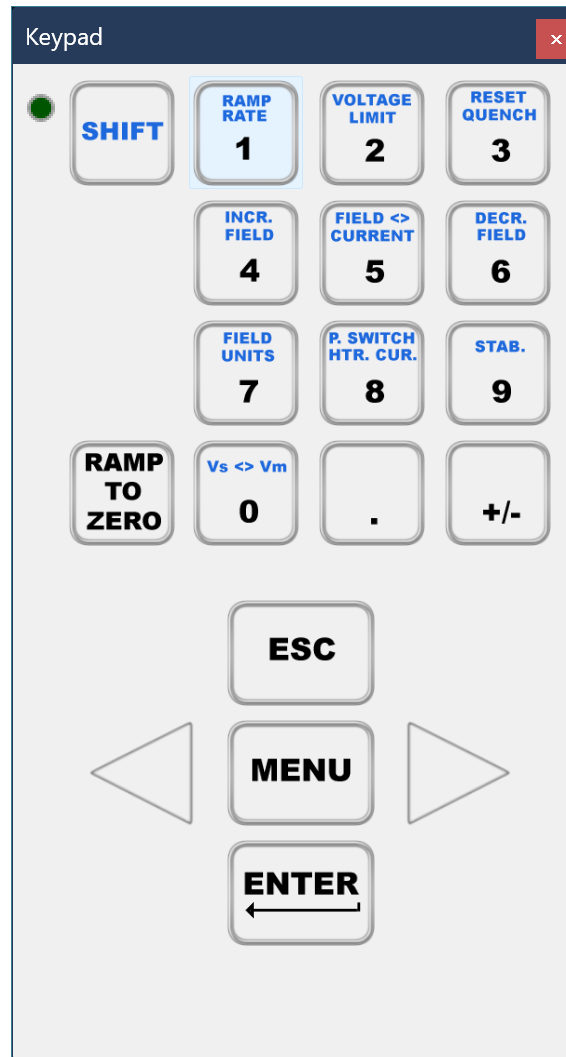 Keypad
×
SHIFT
RAMP
RATE
1
VOLTAGE
LIMIT
2
RESET
QUENCH
3
INCR.
FIELD
4
FIELD <>
CURRENT
5
DECR.
FIELD
6
FIELD
UNITS
7
P. SWITCH
HTR. CUR.
8
STAB.
9
RAMP
TO
ZERO
Vs <> Vm
0
.
+/-
ESC
MENU
ENTER